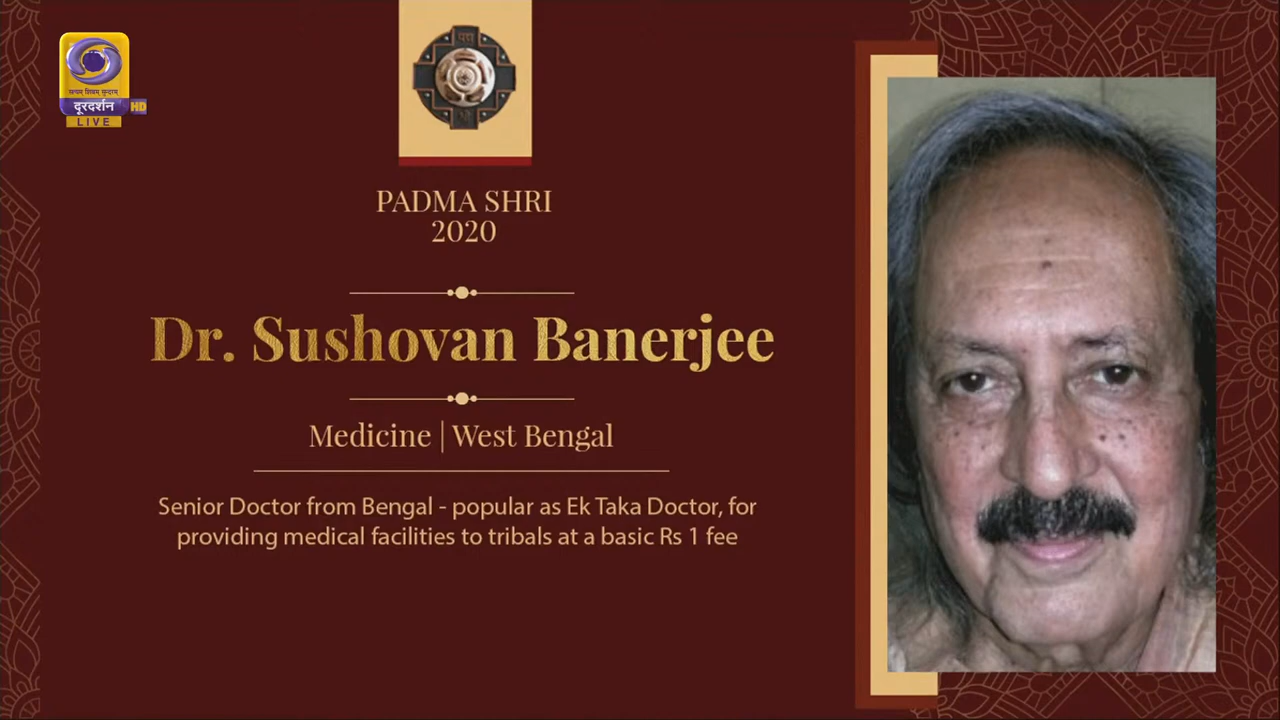 सत्यम् शिवम् सुन्दरम्
दूरदर्शन HD
LIVE
PADMA SHRI
2020
Dr. Sushovan Banerjee
Medicine | West Bengal
Senior Doctor from Bengal - popular as Ek Taka Doctor, for
providing medical facilities to tribals at a basic Rs 1 fee